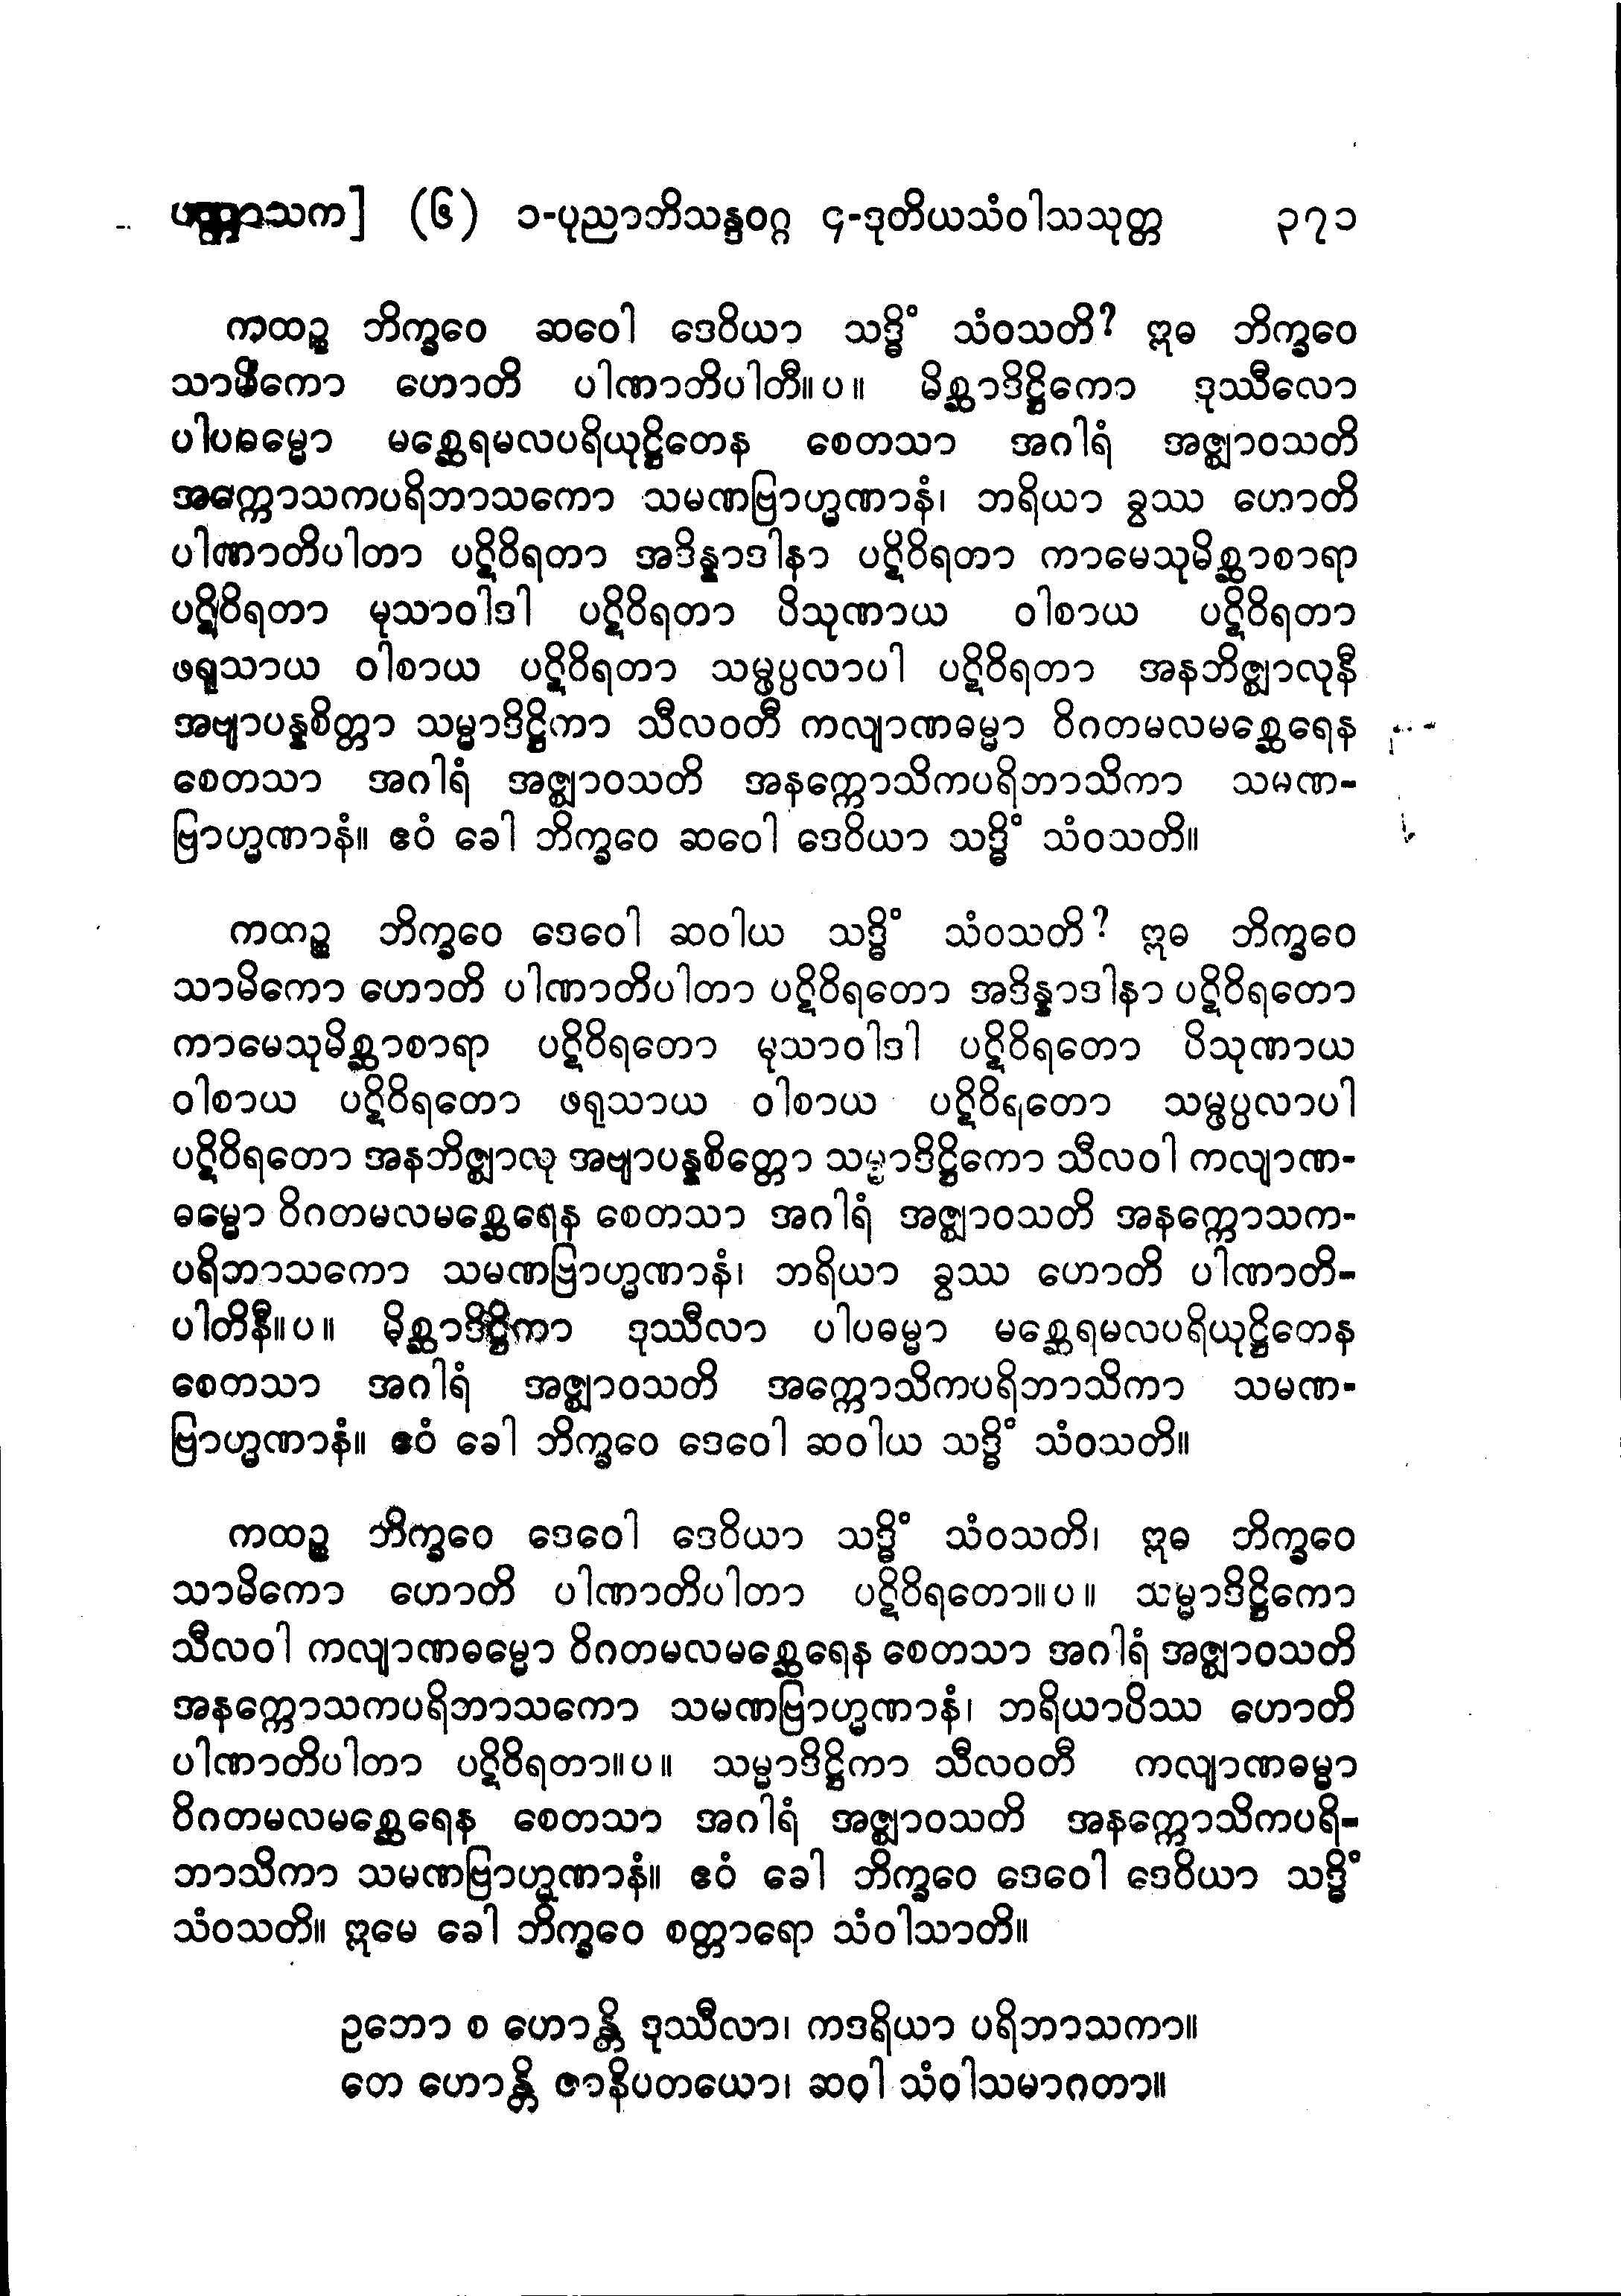 ပဏ္ဏာသက] (၆) ၁-ပုညာဘိသန္ဒဝဂ္ဂ ၄-ဒုတိယသံဝါသသုတ္တ ၃၇၁
ကထဉ္စ ဘိက္ခဝေ ဆဝေါ ဒေဝိယာ သဒ္ဓိံ သံဝသတိ? ဣဓ ဘိက္ခဝေ
သာမိကော ဟောတိ ပါဏာတိပါတီ။ပ။ မိစ္ဆာဒိဋ္ဌိကော ဒုဿီလော
ပါပဓမ္မော မစ္ဆေရမလပရိယုဋ္ဌိတေန စေတသာ အဂါရံ အဇ္ဈာဝသတိ
အက္ကောသကပရိဘာသကော သမဏဗြာဟ္မဏာနံ၊ ဘရိယာ ခွဿ ဟောတိ
ပါဏာတိပါတာ ပဋိဝိရတာ အဒိန္နာဒါနာ ပဋိဝိရတာ ကာမေသုမိစ္ဆာစာရာ
ပဋိဝိရတာ မုသာဝါဒါ ပဋိဝိရတာ ပိသုဏာယ ဝါစာယ ပဋိဝိရတာ
ဖရုသာယ ဝါစာယ ပဋိဝိရတာ သမ္ဖပ္ပလာပါ ပဋိဝိရတာ အနဘိဇ္ဈာလုနီ
အဗျာပန္နစိတ္တာ သမ္မာဒိဋ္ဌိကာ သီလဝတီ ကလျာဏဓမ္မာ ဝိဂတမလမစ္ဆေရေန
စေတသာ အဂါရံ အဇ္ဈာဝသတိ အနက္ကောသိကပရိဘာသိကာ သမဏ-
ဗြာဟ္မဏာနံ။ ဧဝံ ခေါ ဘိက္ခဝေ ဆဝေါ ဒေဝိယာ သဒ္ဓိံ သံဝသတိ။
ကထဉ္စ ဘိက္ခဝေ ဒေဝေါ ဆဝါယ သဒ္ဓိံ သံဝသတိ? ဣဓ ဘိက္ခဝေ
သာမိကော ဟောတိ ပါဏာတိပါတာ ပဋိဝိရတော အဒိန္နာဒါနာ ပဋိဝိရတော
ကာမေသုမိစ္ဆာစာရာ ပဋိဝိရတော မုသာဝါဒါ ပဋိဝိရတော ပိသုဏာယ
ဝါစာယ ပဋိဝိရတော ဖရုသာယ ဝါစာယ ပဋိဝိရတော သမ္ဖပ္ပလာပါ
ပဋိဝိရတော အနဘိဇ္ဈာလု အဗျာပန္နစိတ္တော သမ္မာဒိဋ္ဌိကော သီလဝါ ကလျာဏ-
ဓမ္မော ဝိဂတမလမစ္ဆေရေန စေတသာ အဂါရံ အဇ္ဈာဝသတိ အနက္ကောသက-
ပရိဘာသကော သမဏဗြာဟ္မဏာနံ၊ ဘရိယာ ခွဿ ဟောတိ ပါဏာတိ-
ပါတိနီ။ပ။ မိစ္ဆာဒိဋ္ဌိကာ ဒုဿီလာ ပါပဓမ္မာ မစ္ဆေရမလပရိယုဋ္ဌိတေန
စေတသာ အဂါရံ အဇ္ဈာဝသတိ အက္ကောသိကပရိဘာသိကာ သမဏ-
ဗြာဟ္မဏာနံ။ ဧဝံ ခေါ ဘိက္ခဝေ ဒေဝေါ ဆဝါယ သဒ္ဓိံ သံဝသတိ။
ကထဉ္စ ဘိက္ခဝေ ဒေဝေါ ဒေဝိယာ သဒ္ဓိံ သံဝသတိ၊ ဣဓ ဘိက္ခဝေ
သာမိကော ဟောတိ ပါဏာတိပါတာ ပဋိဝိရတော။ပ။ သမ္မာဒိဋ္ဌိကော
သီလဝါ ကလျာဏဓမ္မော ဝိဂတမလမစ္ဆေရေန စေတသာ အဂါရံ အဇ္ဈာဝသတိ
အနက္ကောသကပရိဘာသကော သမဏဗြာဟ္မဏာနံ၊ ဘရိယာပိဿ ဟောတိ
ပါဏာတိပါတာ ပဋိဝိရတာ။ပ။ သမ္မာဒိဋ္ဌိကာ သီလဝတီ ကလျာဏဓမ္မာ
ဝိဂတမလမစ္ဆေရေန စေတသာ အဂါရံ အဇ္ဈာဝသတိ အနက္ကောသိကပရိ-
ဘာသိကာ သမဏဗြာဟ္မဏာနံ။ ဧဝံ ခေါ ဘိက္ခဝေ ဒေဝေါ ဒေဝိယာ သဒ္ဓိံ
သံဝသတိ။ ဣမေ ခေါ ဘိက္ခဝေ စတ္တာရော သံဝါသာတိ။
ဥဘော စ ဟောန္တိ ဒုဿီလာ၊ ကဒရိယာ ပရိဘာသကာ။
တေ ဟောန္တိ ဇာနိပတယော၊ ဆဝါ သံဝါသမာဂတာ။